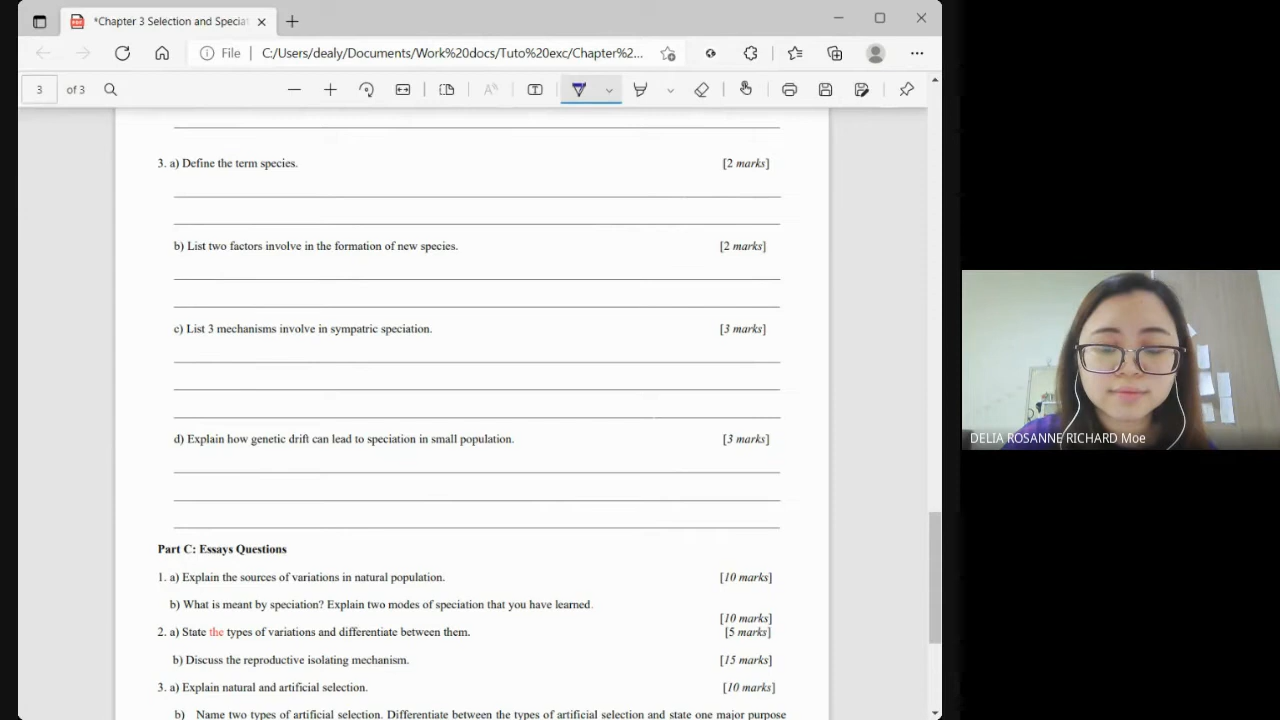 *Chapter 3 Selection and Speciat
File
C:/Users/dealy/Documents/Work%20docs/Tuto%20exc/Chapter%2...
3 of 3
3. a) Define the term species. [2 marks]
b) List two factors involve in the formation of new species. [2 marks]
c) List 3 mechanisms involve in sympatric speciation. [3 marks]
d) Explain how genetic drift can lead to speciation in small population. [3 marks]
Part C: Essays Questions
1. a) Explain the sources of variations in natural population. [10 marks]
b) What is meant by speciation? Explain two modes of speciation that you have learned.
[10 marks]
2. a) State the types of variations and differentiate between them. [5 marks]
b) Discuss the reproductive isolating mechanism. [15 marks]
3. a) Explain natural and artificial selection. [10 marks]
b) Name two types of artificial selection. Differentiate between the types of artificial selection and state one major purpose
DELIA ROSANNE RICHARD Moe